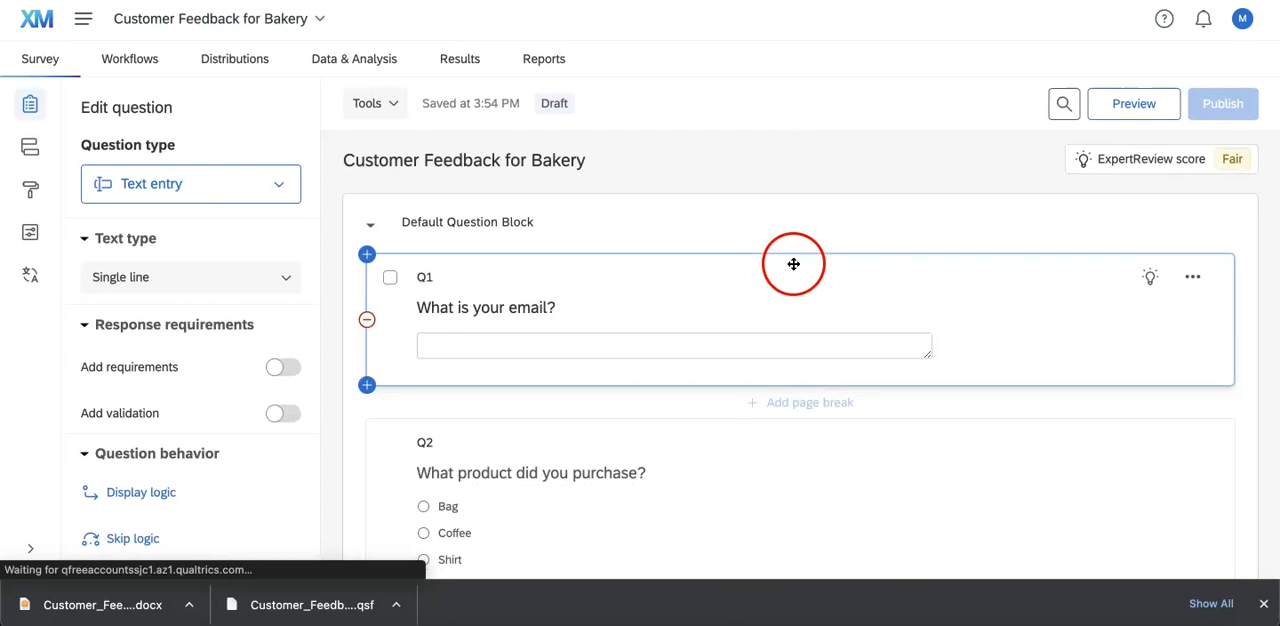 XM
Customer Feedback for Bakery
M
Survey
Workflows
Distributions
Data & Analysis
Results
Reports
Edit question
Tools
Saved at 3:54 PM
Draft
Preview
Publish
Question type
Text entry
Customer Feedback for Bakery
ExpertReview score
Fair
Text type
Single line
Default Question Block
Q1
What is your email?
Response requirements
Add requirements
Add validation
Add page break
Question behavior
Display logic
Skip logic
Q2
What product did you purchase?
Bag
Coffee
Shirt
Waiting for qfreeaccountssjc1.az1.qualtrics.com...
Customer_Fee....docx
Customer_Feedb....qsf
Show All